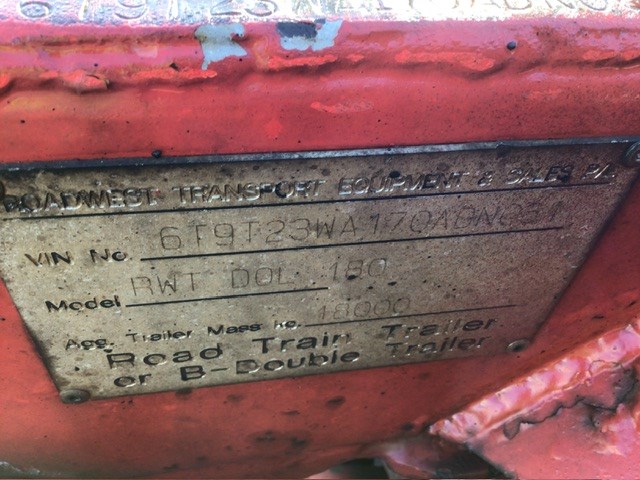 ROADWEST TRANSPORT EQUIPMENT & SALES P/L
VIN No. 6T9T23WA170ABN031
Model RWT DOL 180
Agg. Trailer Mass kg. 18000
Road Train Trailer
or B-Double Trailer